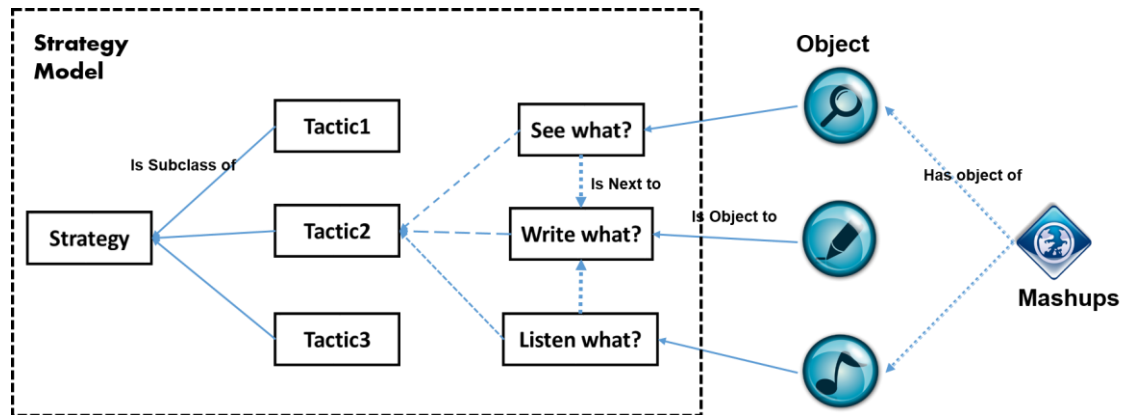 Strategy
Model
Object
Tactic1
See what?
Is Subclass of
Is Next to
Has object of
Strategy
Tactic2
Write what?
Is Object to
Mashups
Tactic3
Listen what?